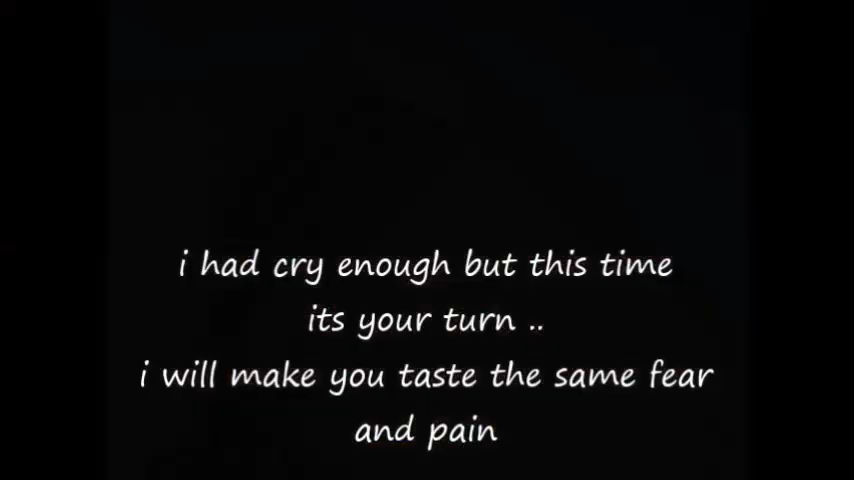 i had cry enough but this time
its your turn ..
i will make you taste the same fear
and pain